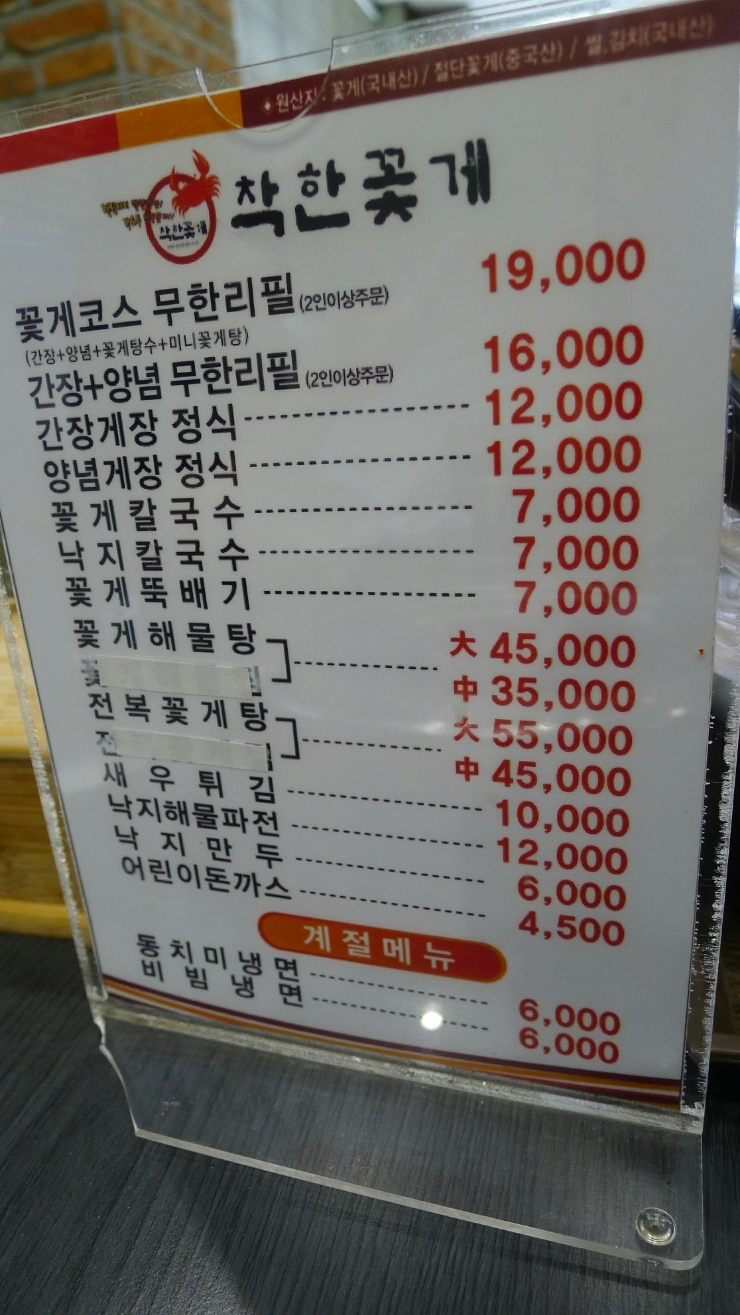 ◆ 원산지 : 꽃게(국내산) / 절단꽃게(중국산) / 쌀,김치(국내산)
착한꽃게
착한꽃게
꽃게코스 무한리필(2인이상주문) 19,000
(간장+양념+꽃게탕수+미니꽃게탕)
간장+양념 무한리필(2인이상주문) 16,000
간장게장 정식 12,000
양념게장 정식 12,000
꽃게칼국수 7,000
낙지칼국수 7,000
꽃게뚝배기 7,000
꽃게해물탕 大 45,000
꽃 中 35,000
전복꽃게탕 大 55,000
전 中 45,000
새우튀김 10,000
낙지해물파전 12,000
낙지만두 6,000
어린이돈까스 4,500
계절메뉴
동치미냉면 6,000
비빔냉면 6,000